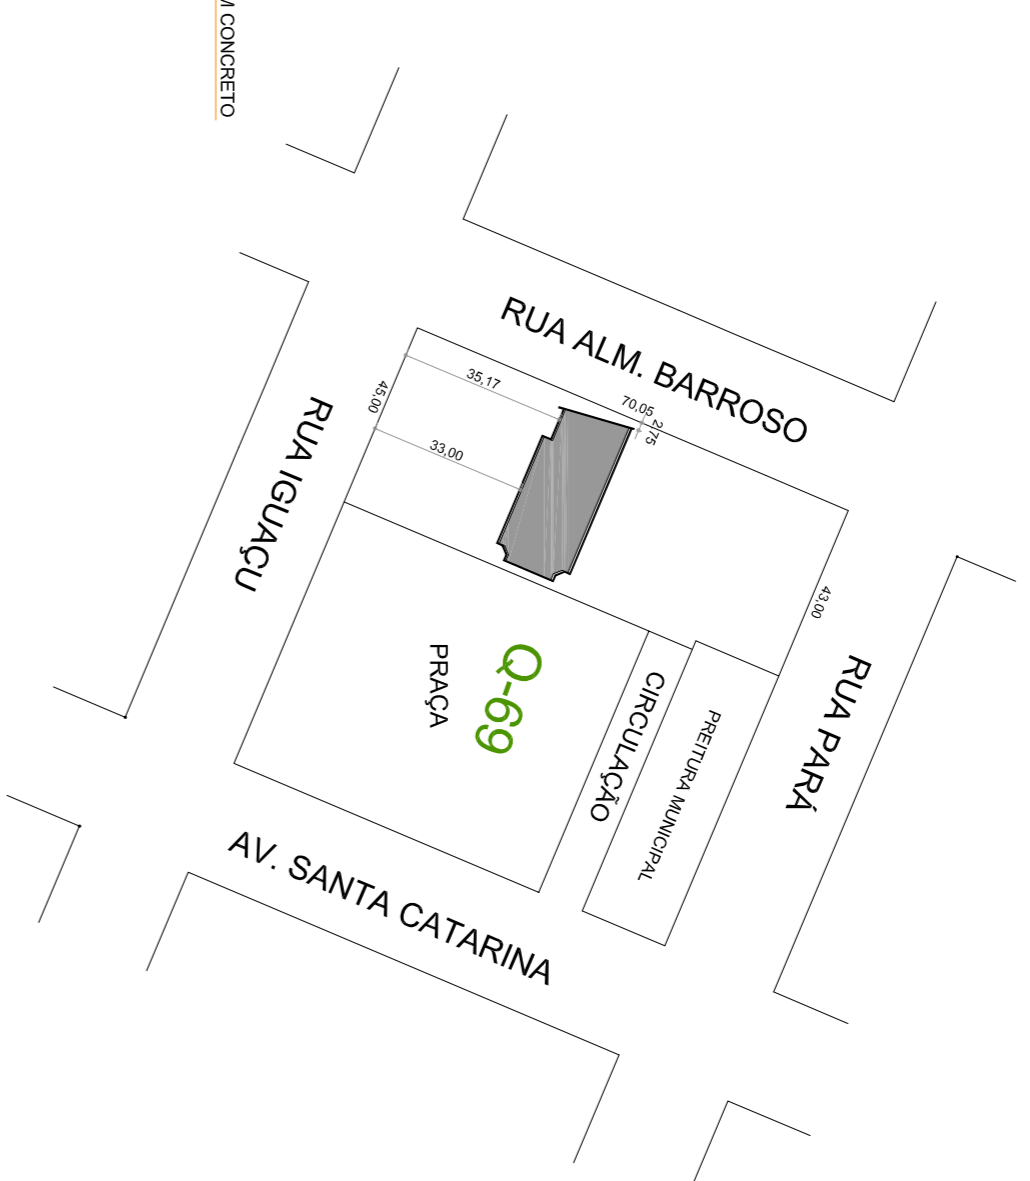 M CONCRETO
RUA ALM. BARROSO
35,17
45,00
70,05
2,75
33,00
RUA IGUAÇU
43,00
Q-69
PRAÇA
CIRCULAÇÃO
PREITURA MUNICIPAL
RUA PARÁ
AV. SANTA CATARINA